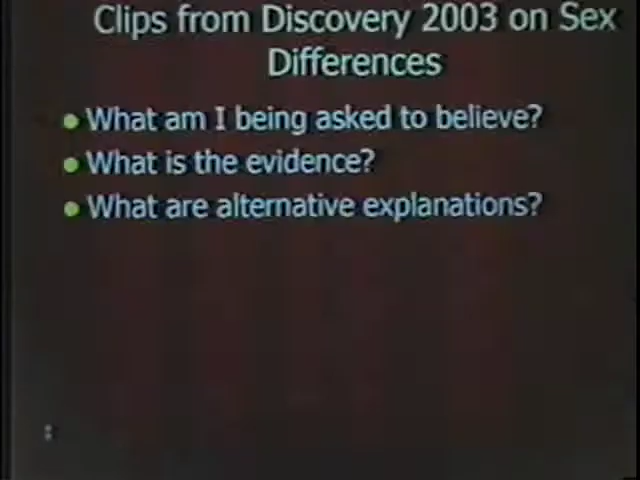 Clips from Discovery 2003 on Sex
Differences
What am I being asked to believe?
What is the evidence?
What are alternative explanations?